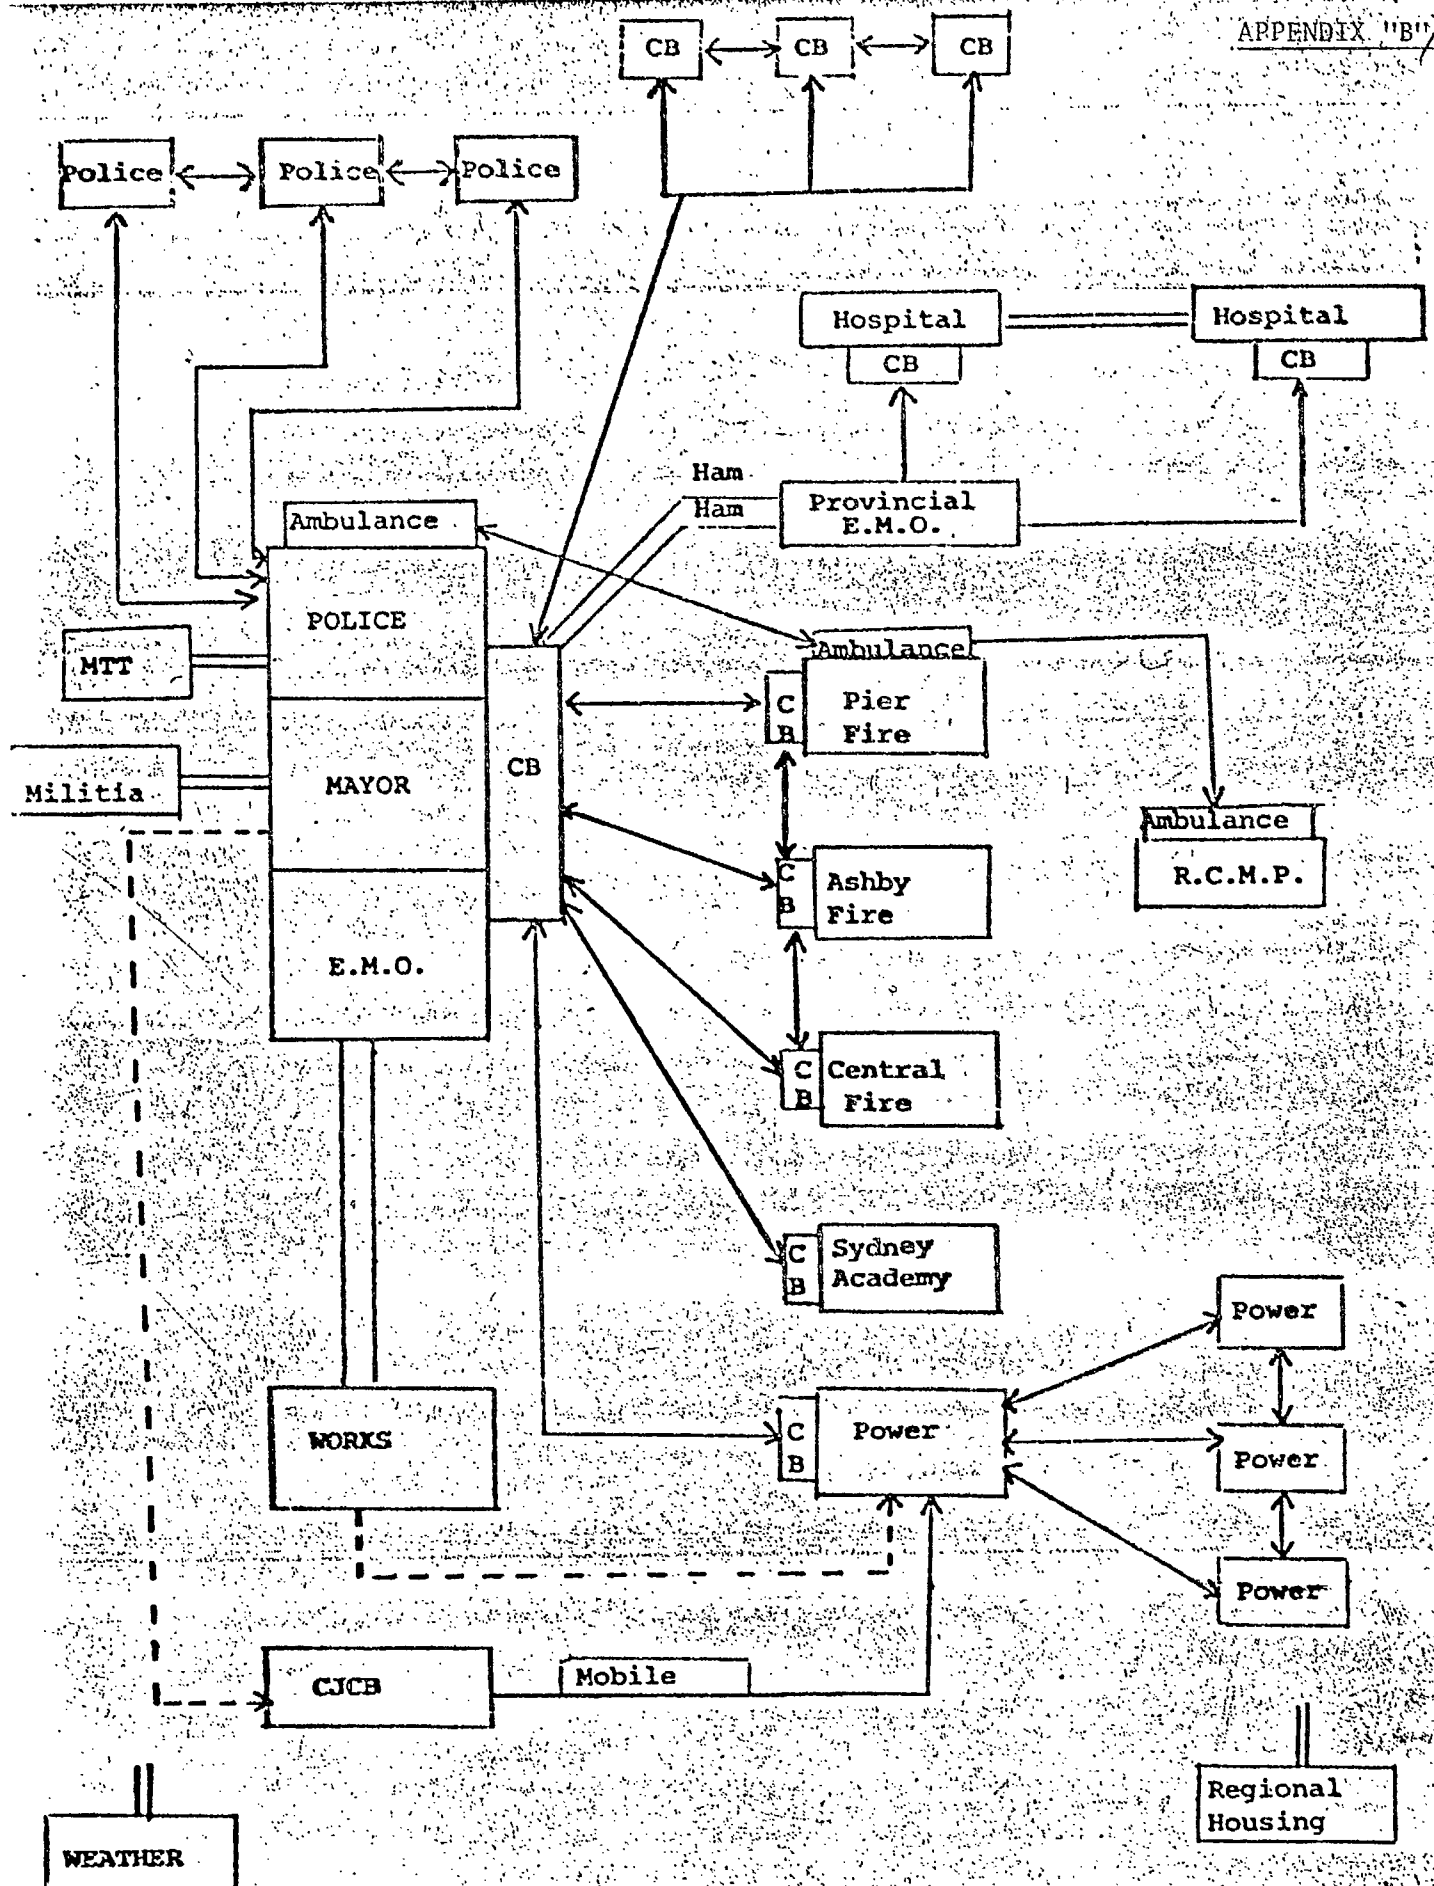 APPENDIX "B"
CB CB CB
Police Police Police
Hospital Hospital
CB CB
Ham
Ham
Provincial
E.M.O.
Ambulance
POLICE
MTT
Ambulance
C
B
Pier
Fire
Militia
MAYOR
CB
Ambulance
R.C.M.P.
C
B
Ashby
Fire
E.M.O.
C
B
Central
Fire
C
B
Sydney
Academy
Power
WORKS
C
B
Power
Power
Power
CJCB
Mobile
Regional
Housing
WEATHER